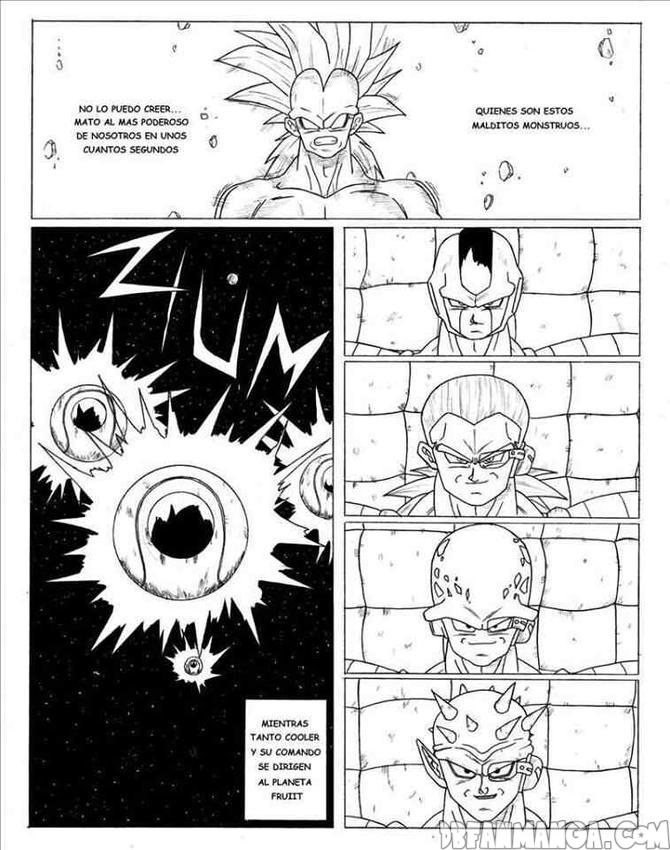 NO LO PUEDO CREER...
MATO AL MAS PODEROSO
DE NOSOTROS EN UNOS
CUANTOS SEGUNDOS
QUIENES SON ESTOS
MALDITOS MONSTRUOS...
ZIUM
MIENTRAS
TANTO COOLER
Y SU COMANDO
SE DIRIGEN
AL PLANETA
FRUIIT
DBFANMANGA.COM